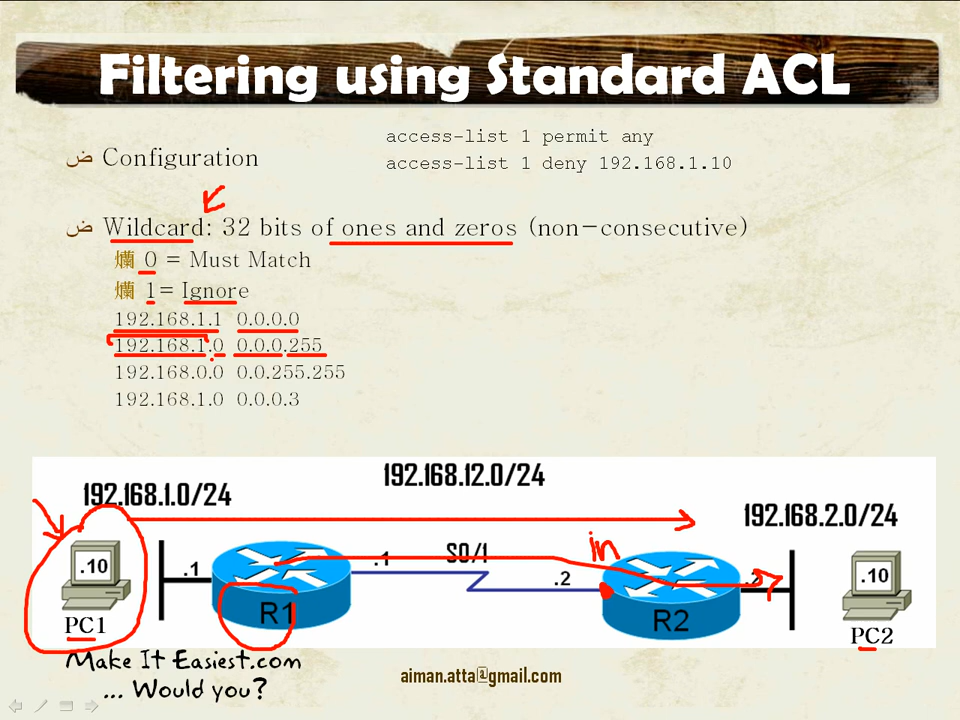 Filtering using Standard ACL
access-list 1 permit any
ض Configuration
access-list 1 deny 192.168.1.10
ض Wildcard: 32 bits of ones and zeros (non-consecutive)
爛 0 = Must Match
爛 1= Ignore
192.168.1.1 0.0.0.0
192.168.1.0 0.0.0.255
192.168.0.0 0.0.255.255
192.168.1.0 0.0.0.3
192.168.12.0/24
192.168.1.0/24
192.168.2.0/24
in
.10
.1
.1
S0/1
.2
.2
.10
R1
R2
PC1
PC2
Make It Easiest.com
... Would you?
aiman.atta@gmail.com